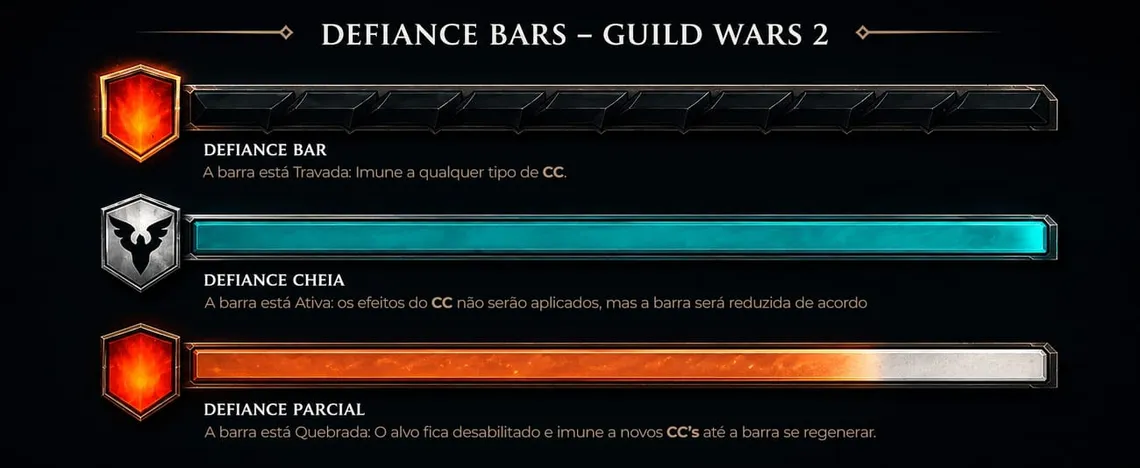 DEFIANCE BARS – GUILD WARS 2
DEFIANCE BAR
A barra está Travada: Imune a qualquer tipo de CC.
DEFIANCE CHEIA
A barra está Ativa: os efeitos do CC não serão aplicados, mas a barra será reduzida de acordo
DEFIANCE PARCIAL
A barra está Quebrada: O alvo fica desabilitado e imune a novos CC's até a barra se regenerar.